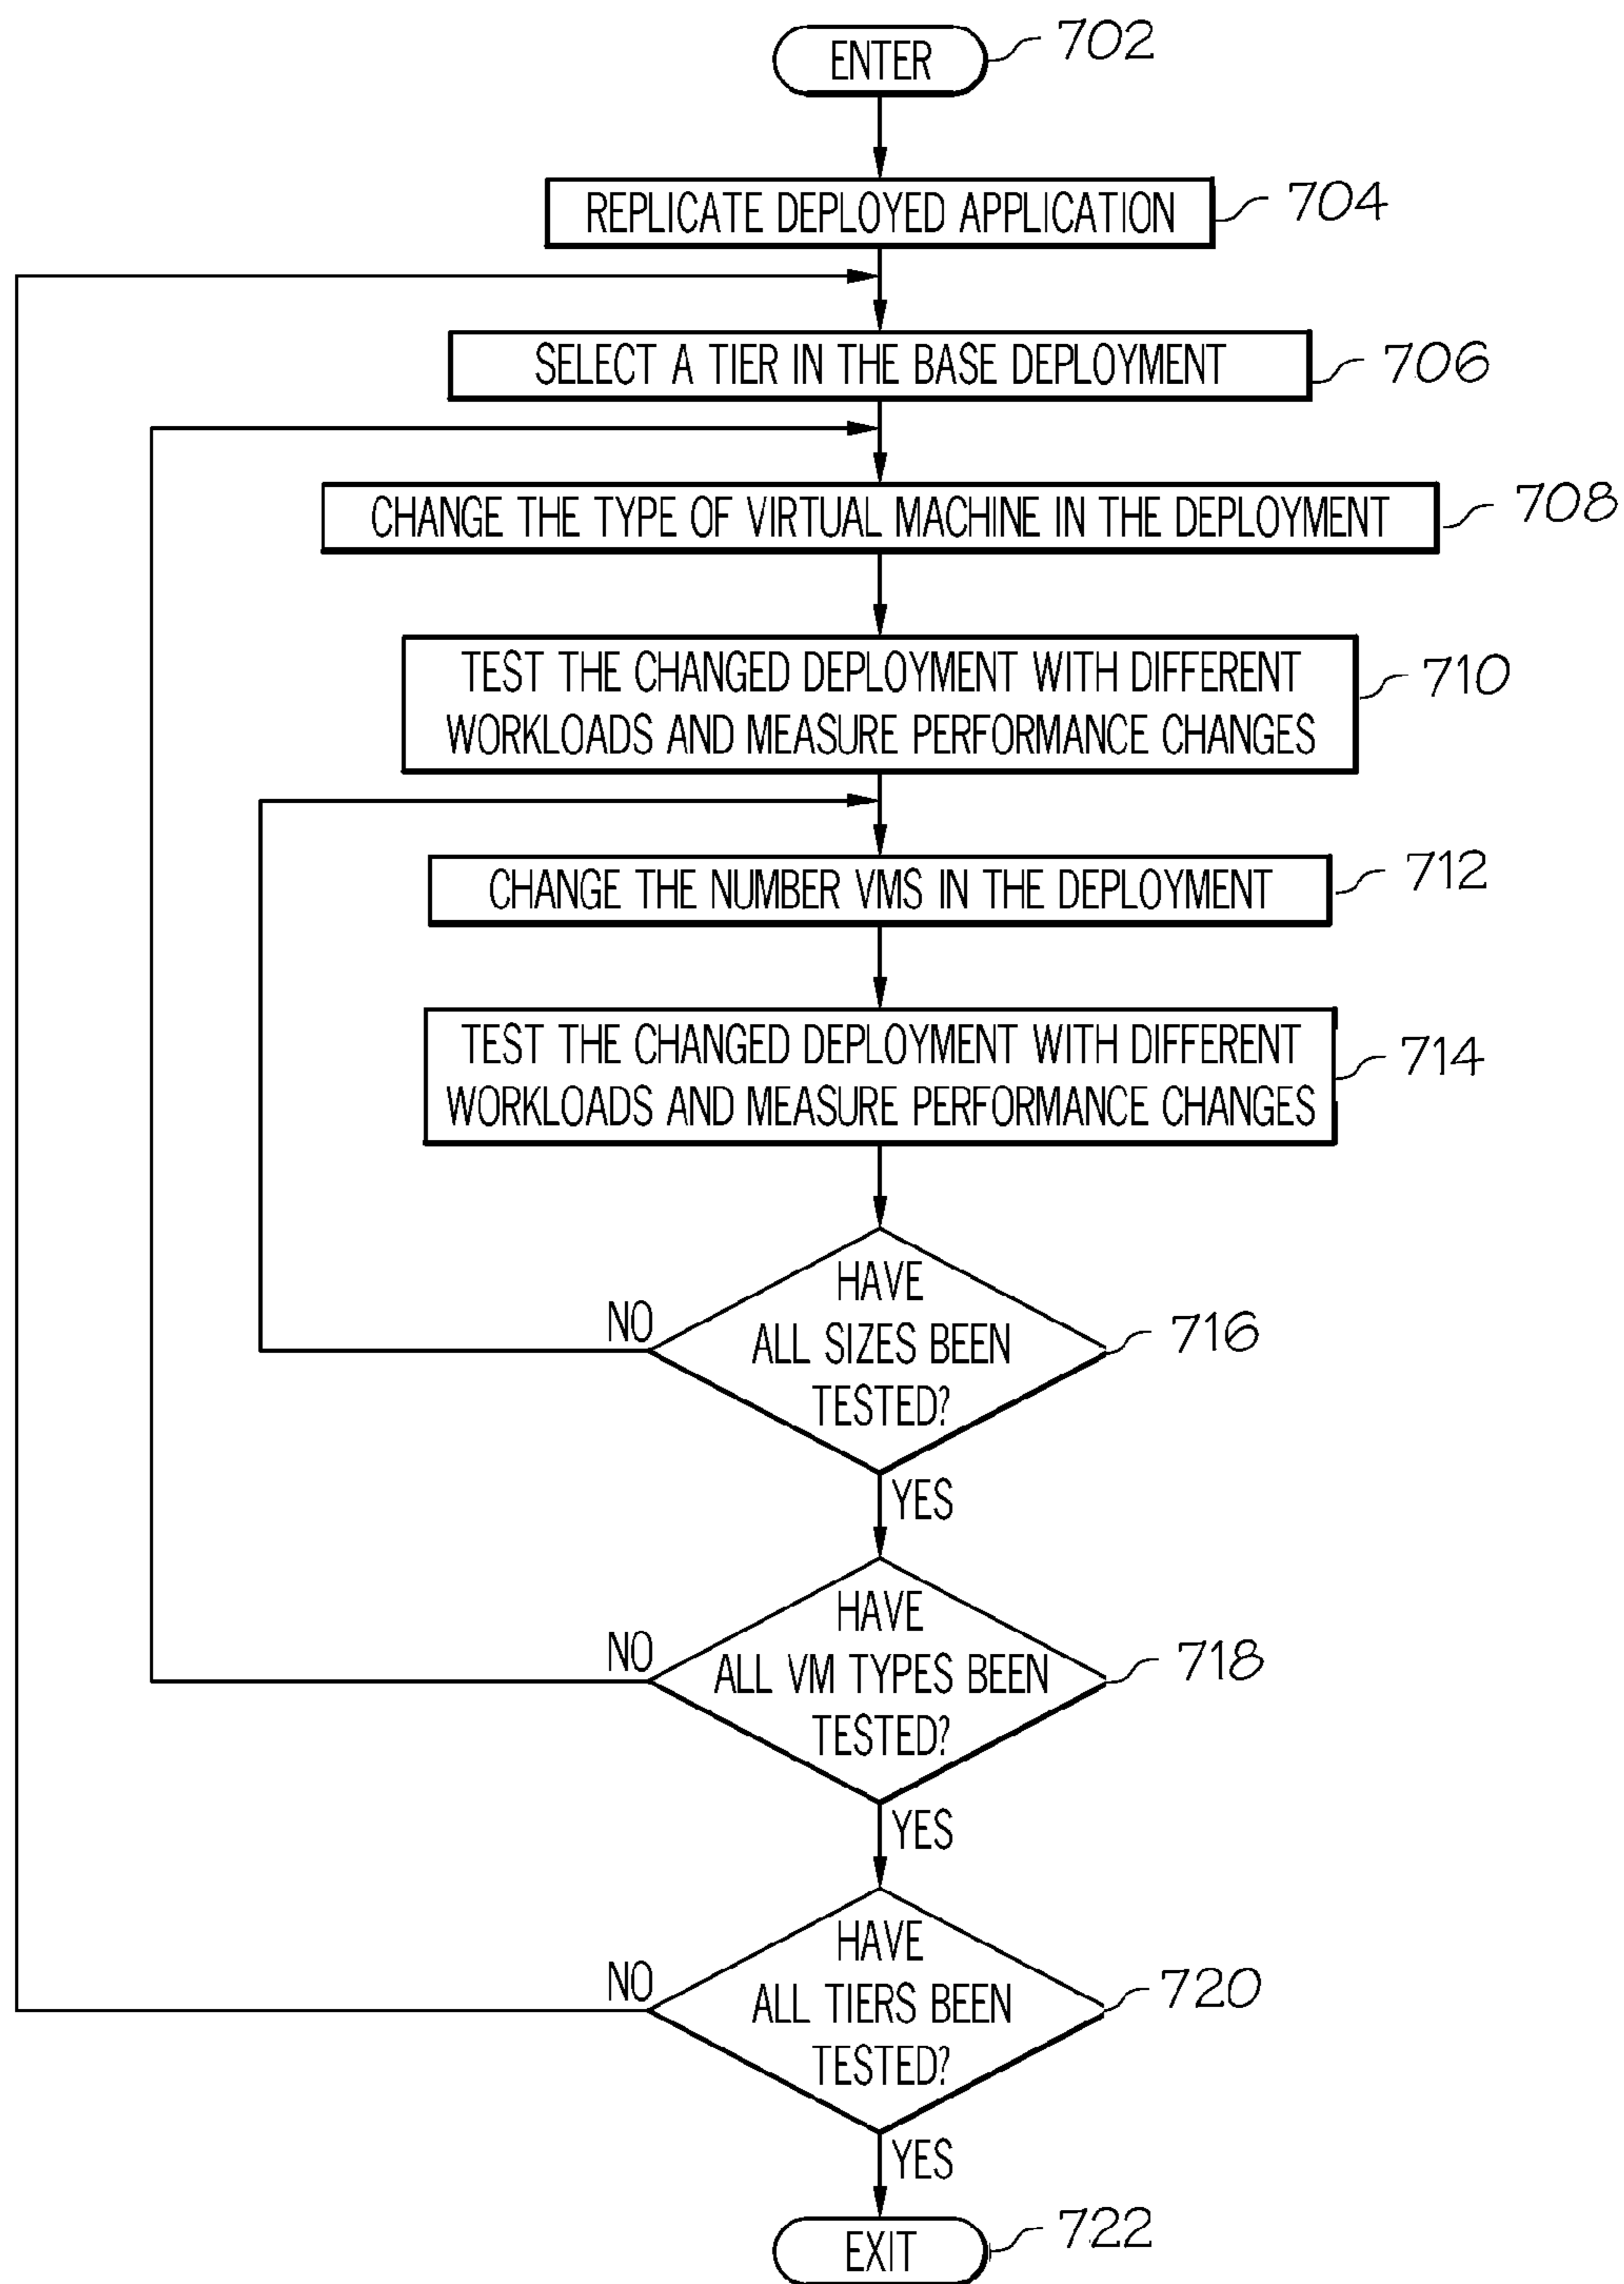 ENTER
702
REPLICATE DEPLOYED APPLICATION
704
SELECT A TIER IN THE BASE DEPLOYMENT
706
CHANGE THE TYPE OF VIRTUAL MACHINE IN THE DEPLOYMENT
708
TEST THE CHANGED DEPLOYMENT WITH DIFFERENT
WORKLOADS AND MEASURE PERFORMANCE CHANGES
710
CHANGE THE NUMBER VMS IN THE DEPLOYMENT
712
TEST THE CHANGED DEPLOYMENT WITH DIFFERENT
WORKLOADS AND MEASURE PERFORMANCE CHANGES
714
HAVE
ALL SIZES BEEN
TESTED?
716
NO
YES
HAVE
ALL VM TYPES BEEN
TESTED?
718
NO
YES
HAVE
ALL TIERS BEEN
TESTED?
720
NO
YES
EXIT
722